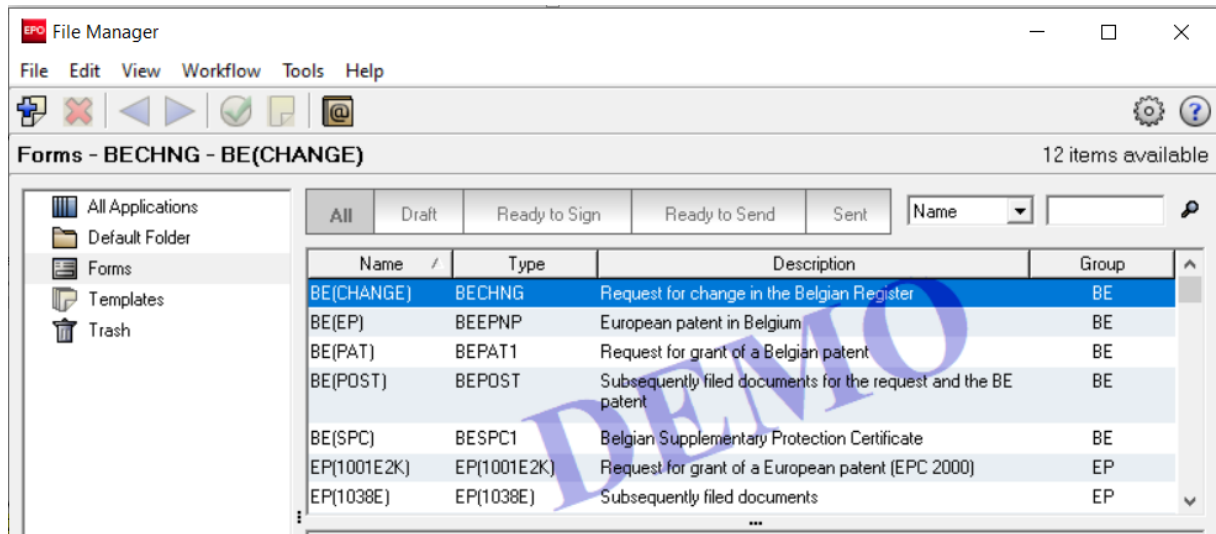 EPO File Manager
File Edit View Workflow Tools Help
@ ?
Forms - BECHNG - BE(CHANGE) 12 items available
All Applications
Default Folder
Forms
Templates
Trash
All Draft Ready to Sign Ready to Send Sent Name
Name Type Description Group
BE(CHANGE) BECHNG Request for change in the Belgian Register BE
BE(EP) BEEPNP European patent in Belgium BE
BE(PAT) BEPAT1 Request for grant of a Belgian patent BE
BE(POST) BEPOST Subsequently filed documents for the request and the BE BE
patent
BE(SPC) BESPC1 Belgian Supplementary Protection Certificate BE
EP(1001E2K) EP(1001E2K) Request for grant of a European patent (EPC 2000) EP
EP(1038E) EP(1038E) Subsequently filed documents EP
DEMO